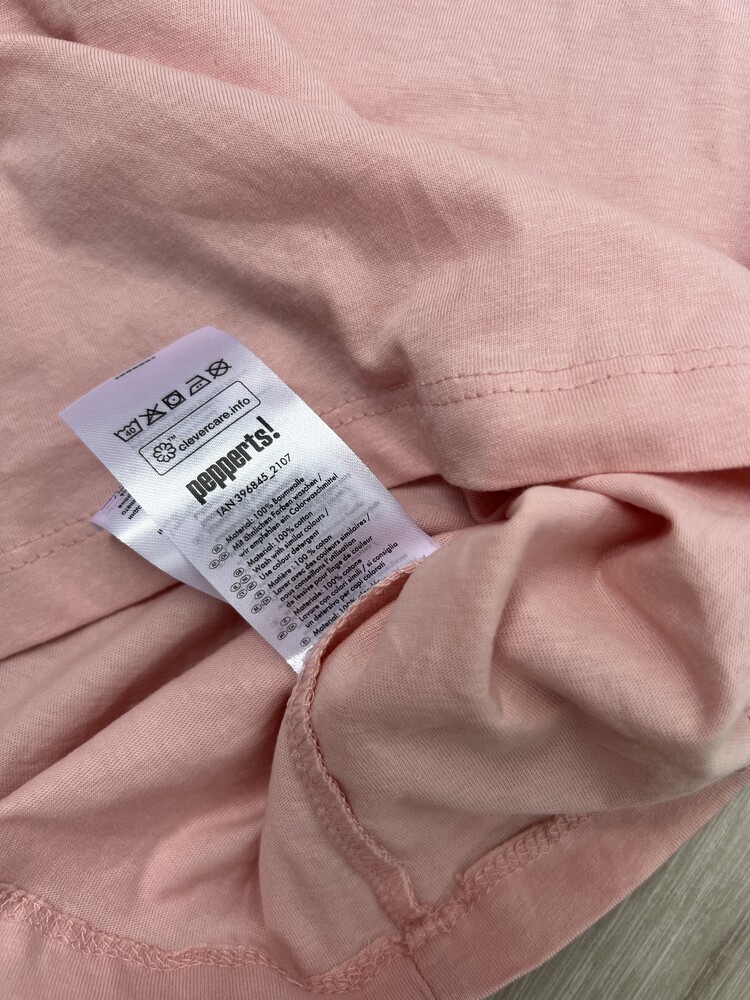 40
clevercare.info
™
pepperts!
IAN 396845_2107
Material: 100% Baumwolle
Mit ähnlichen Farben waschen /
wir empfehlen ein Colorwaschmittel
Material: 100% cotton
Wash with similar colours /
Use colour detergent
Matière: 100 % coton
Laver avec des couleurs similaires /
nous conseillons l'utilisation
de lessive pour linge de couleur
Materiale: 100% cotone
Lavare con colori simili / si consiglia
un detersivo per capi colorati
Material: